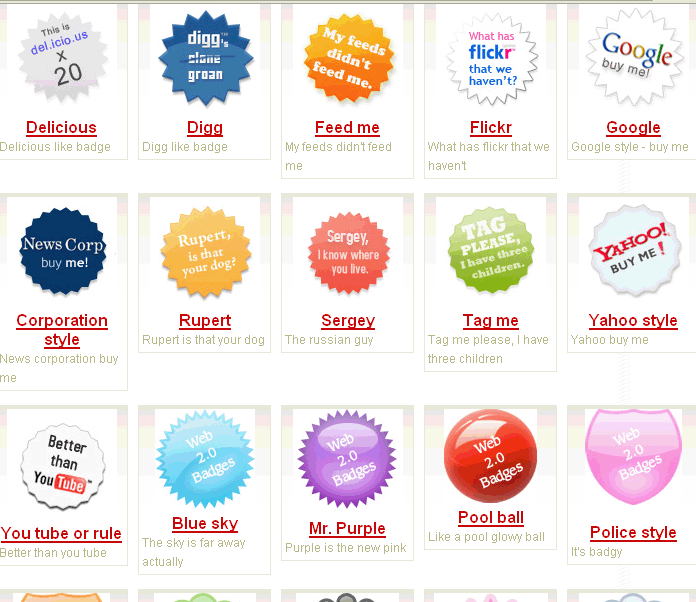 This is
del.icio.us
x
20
Delicious
Delicious like badge
digg's
clone
groan
Digg
Digg like badge
My feeds
didn't
feed me.
Feed me
My feeds didn't feed
me
What has
flickr
that we
haven't?
Flickr
What has flickr that we
haven't
Google
buy me!
Google
Google style - buy me
News Corp
buy me!
Corporation
style
News corporation buy
me
Rupert,
is that
your dog?
Rupert
Rupert is that your dog
Sergey,
I know where
you live.
Sergey
The russian guy
TAG
PLEASE,
I have three
children.
Tag me
Tag me please, I have
three children
YAHOO!
BUY ME!
Yahoo style
Yahoo buy me
Better
than
YouTube™
You tube or rule
Better than you tube
Web
2.0
Badges
Blue sky
The sky is far away
actually
Web
2.0
Badges
Mr. Purple
Purple is the new pink
Web
2.0
Badges
Pool ball
Like a pool glowy ball
Web
2.0
Badges
Police style
It's badgy